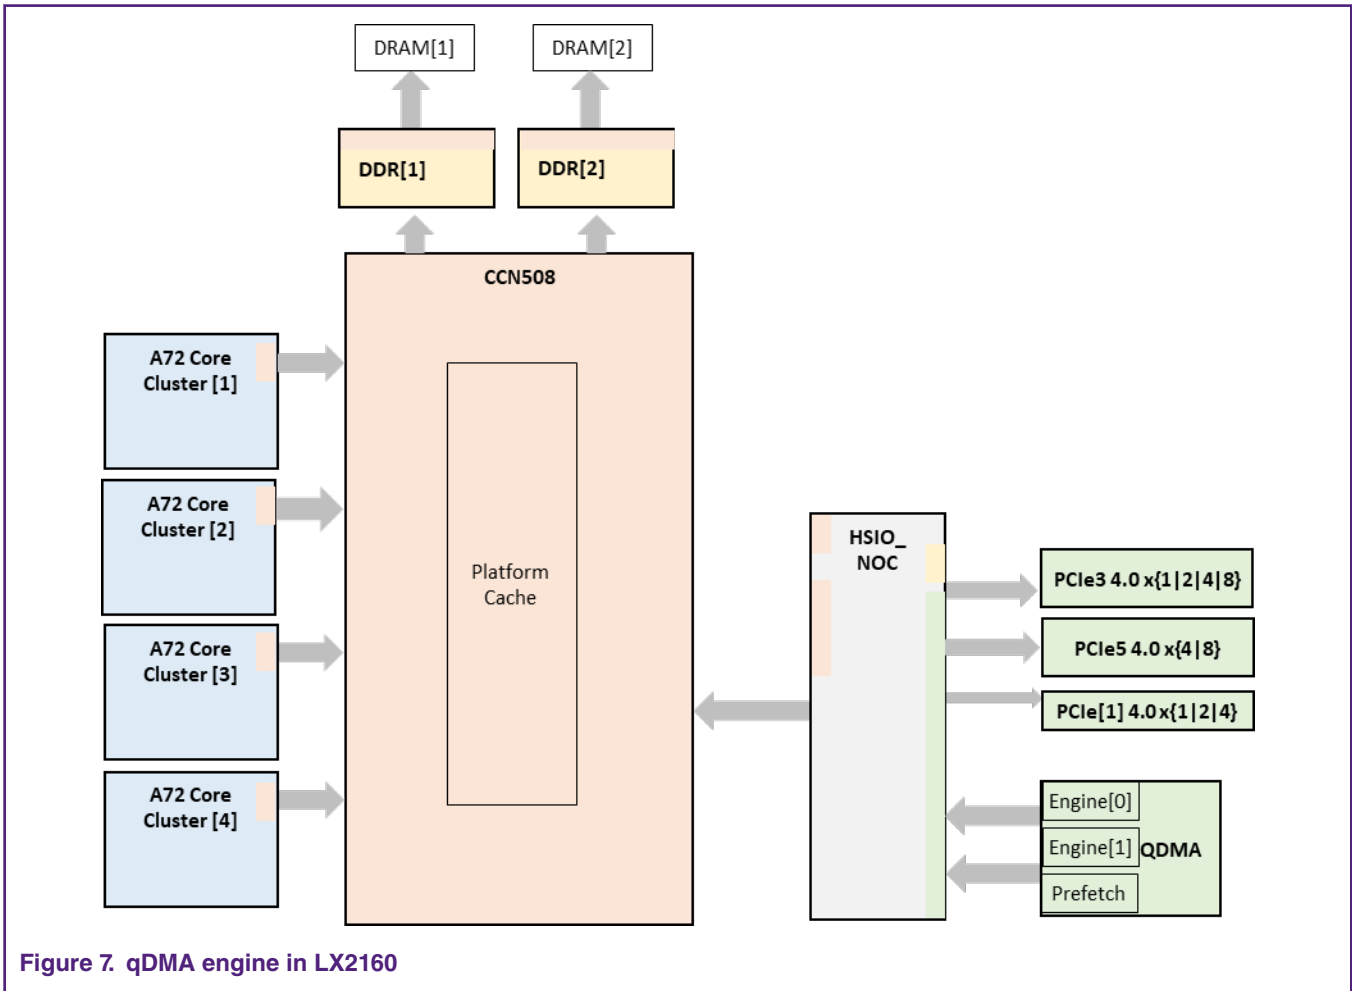 DRAM[1]
DRAM[2]
DDR[1]
DDR[2]
CCN508
A72 Core
Cluster [1]
A72 Core
Cluster [2]
A72 Core
Cluster [3]
A72 Core
Cluster [4]
Platform
Cache
HSIO_
NOC
PCIe3 4.0 x{1|2|4|8}
PCIe5 4.0 x{4|8}
PCIe[1] 4.0 x{1|2|4}
Engine[0]
Engine[1]
QDMA
Prefetch
Figure 7. qDMA engine in LX2160